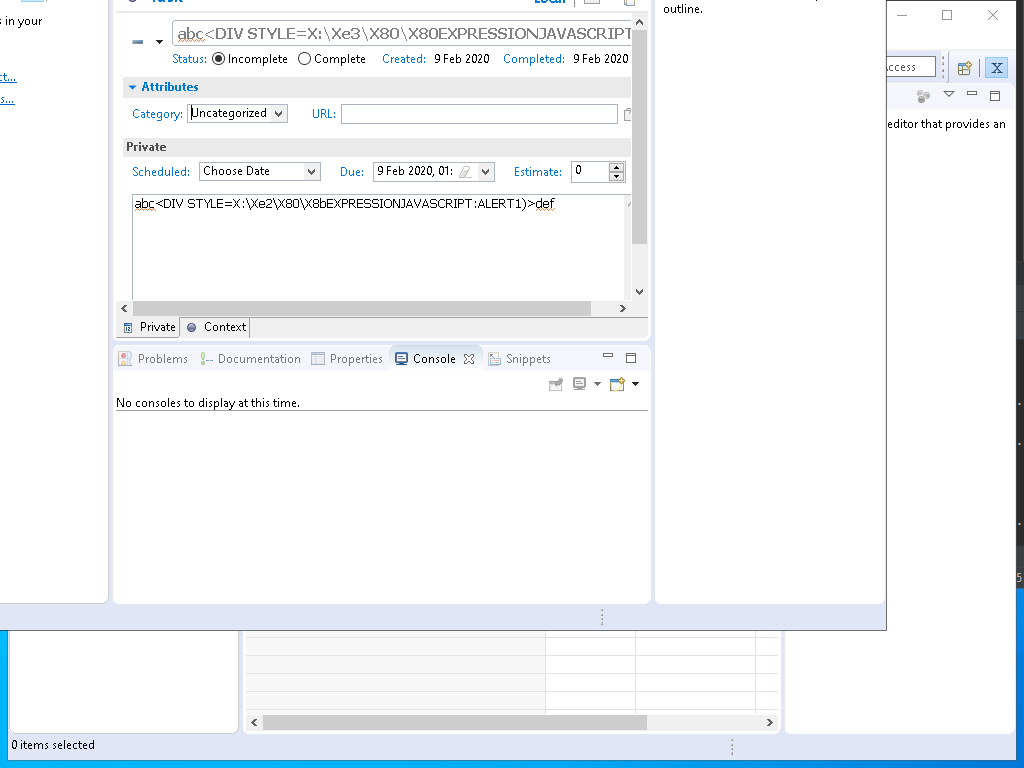 Task
Local
outline.
s in your
abc<DIV STYLE=X:\Xe3\X80\X80EXPRESSIONJAVASCRIPT
Status: Incomplete Complete Created: 9 Feb 2020 Completed: 9 Feb 2020
ct...
ccess
Attributes
s...
Category: Uncategorized URL:
editor that provides an
Private
Scheduled: Choose Date Due: 9 Feb 2020, 01: Estimate: 0
abc<DIV STYLE=X:\Xe2\X80\X8bEXPRESSIONJAVASCRIPT:ALERT1)>def
Private Context
Problems Documentation Properties Console Snippets
No consoles to display at this time.
5
0 items selected